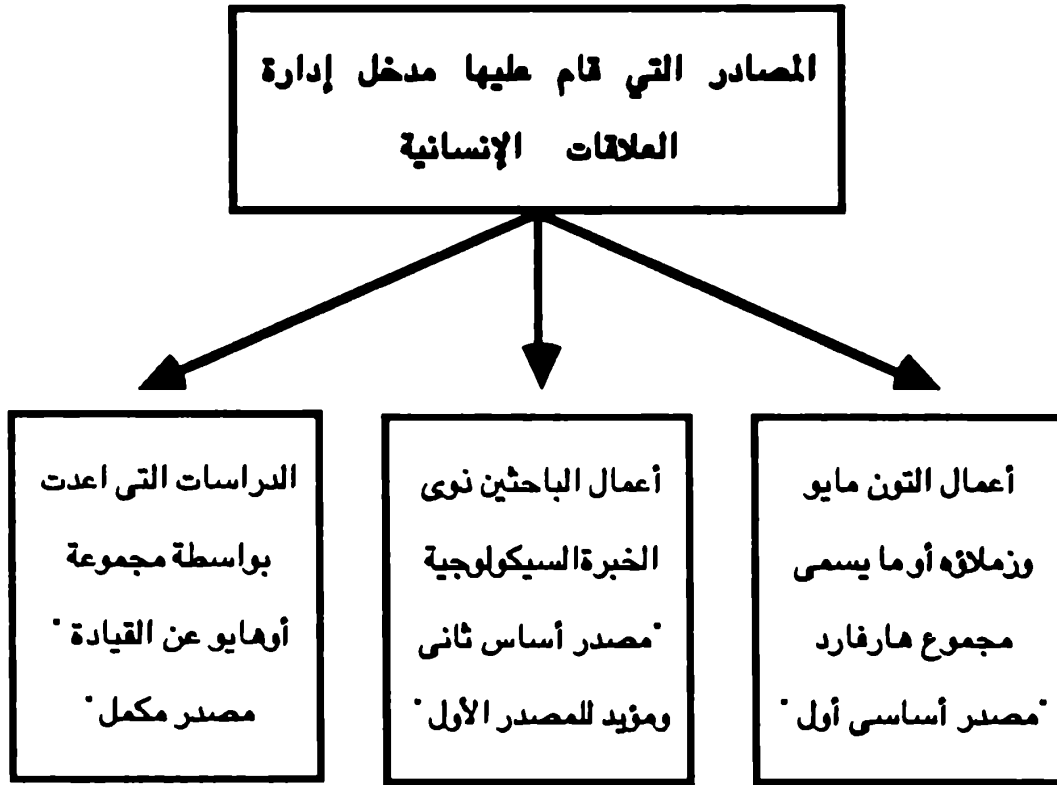 المصادر التي قام عليها مدخل إدارة
العلاقات الإنسانية
أعمال التون مايو
وزملاؤه أو ما يسمى
مجموع هارفارد
"مصدر أساسى أول"
أعمال الباحثين نوى
الخبرة السيكولوجية
"مصدر أساس ثانى
ومؤيد للمصدر الأول"
الدراسات التى اعدت
بواسطة مجموعة
أوهايو عن القيادة "
مصدر مكمل"